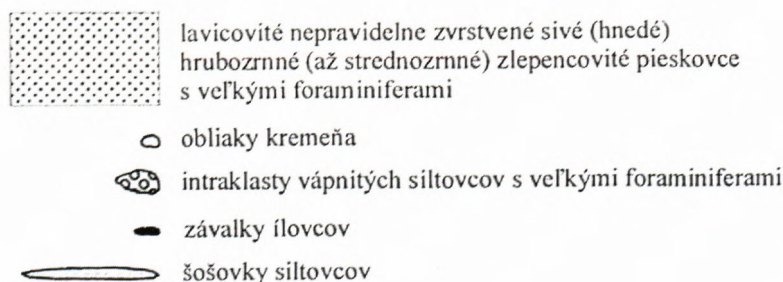 lavicovité nepravidelne zvrstvené sivé (hnedé)
hrubozrnné (až strednozrnné) zlepencovité pieskovce
s veľkými foraminiferami
obliaky kremeňa
intraklasty vápnitých siltovcov s veľkými foraminiferami
závalky ílovcov
šošovky siltovcov